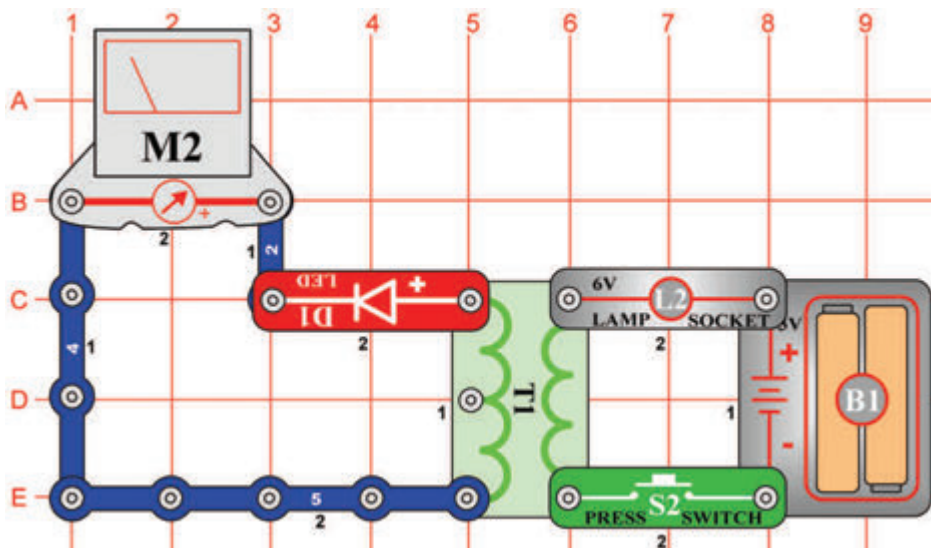 1 2 3 4 5 6 7 8 9
A
M2
B
+
2
1
2
C
LED
+
D1
2
6V
L2
LAMP SOCKET
2
3V
+
4
1
D
1
T1
1
B1
-
E
5
2
S2
PRESS SWITCH
2